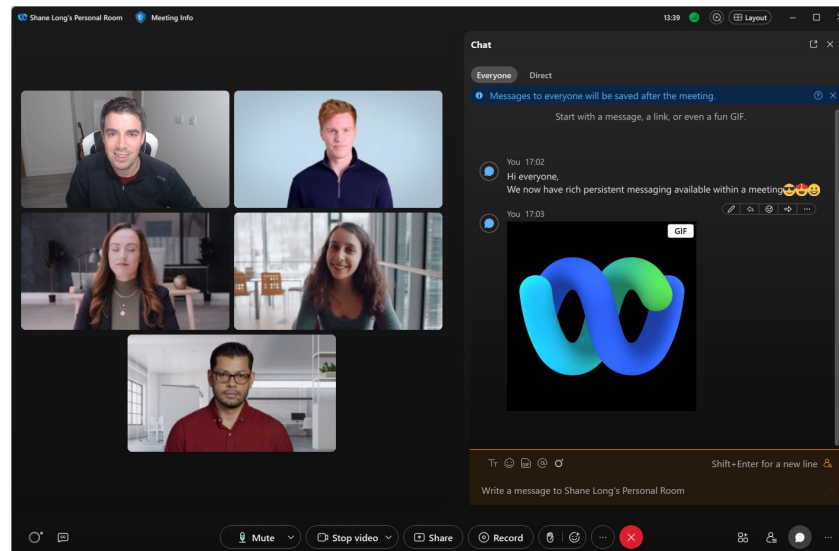 Shane Long's Personal Room
Meeting Info
13:39
Layout
Chat
Everyone
Direct
Messages to everyone will be saved after the meeting.
Start with a message, a link, or even a fun GIF.
You 17:02
Hi everyone,
We now have rich persistent messaging available within a meeting😎😍😀
You 17:03
GIF
Shift+Enter for a new line
Write a message to Shane Long's Personal Room
Mute
Stop video
Share
Record